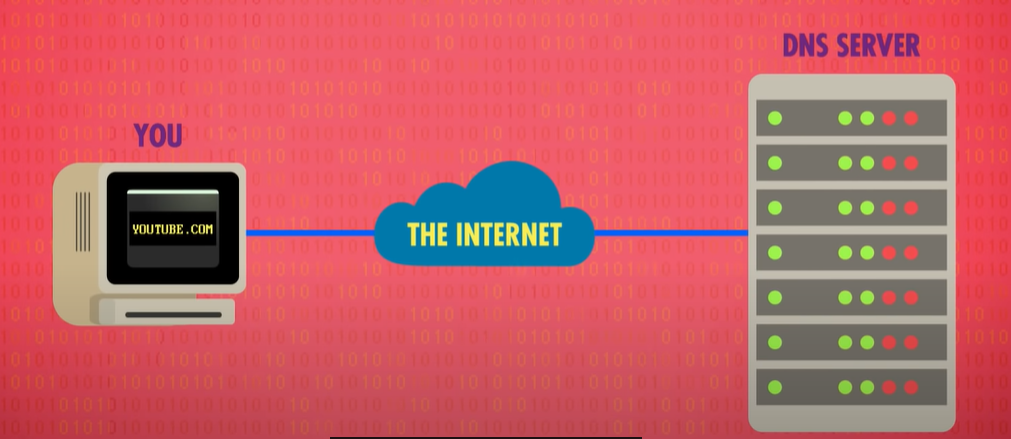 DNS SERVER
YOU
YOUTUBE.COM
THE INTERNET